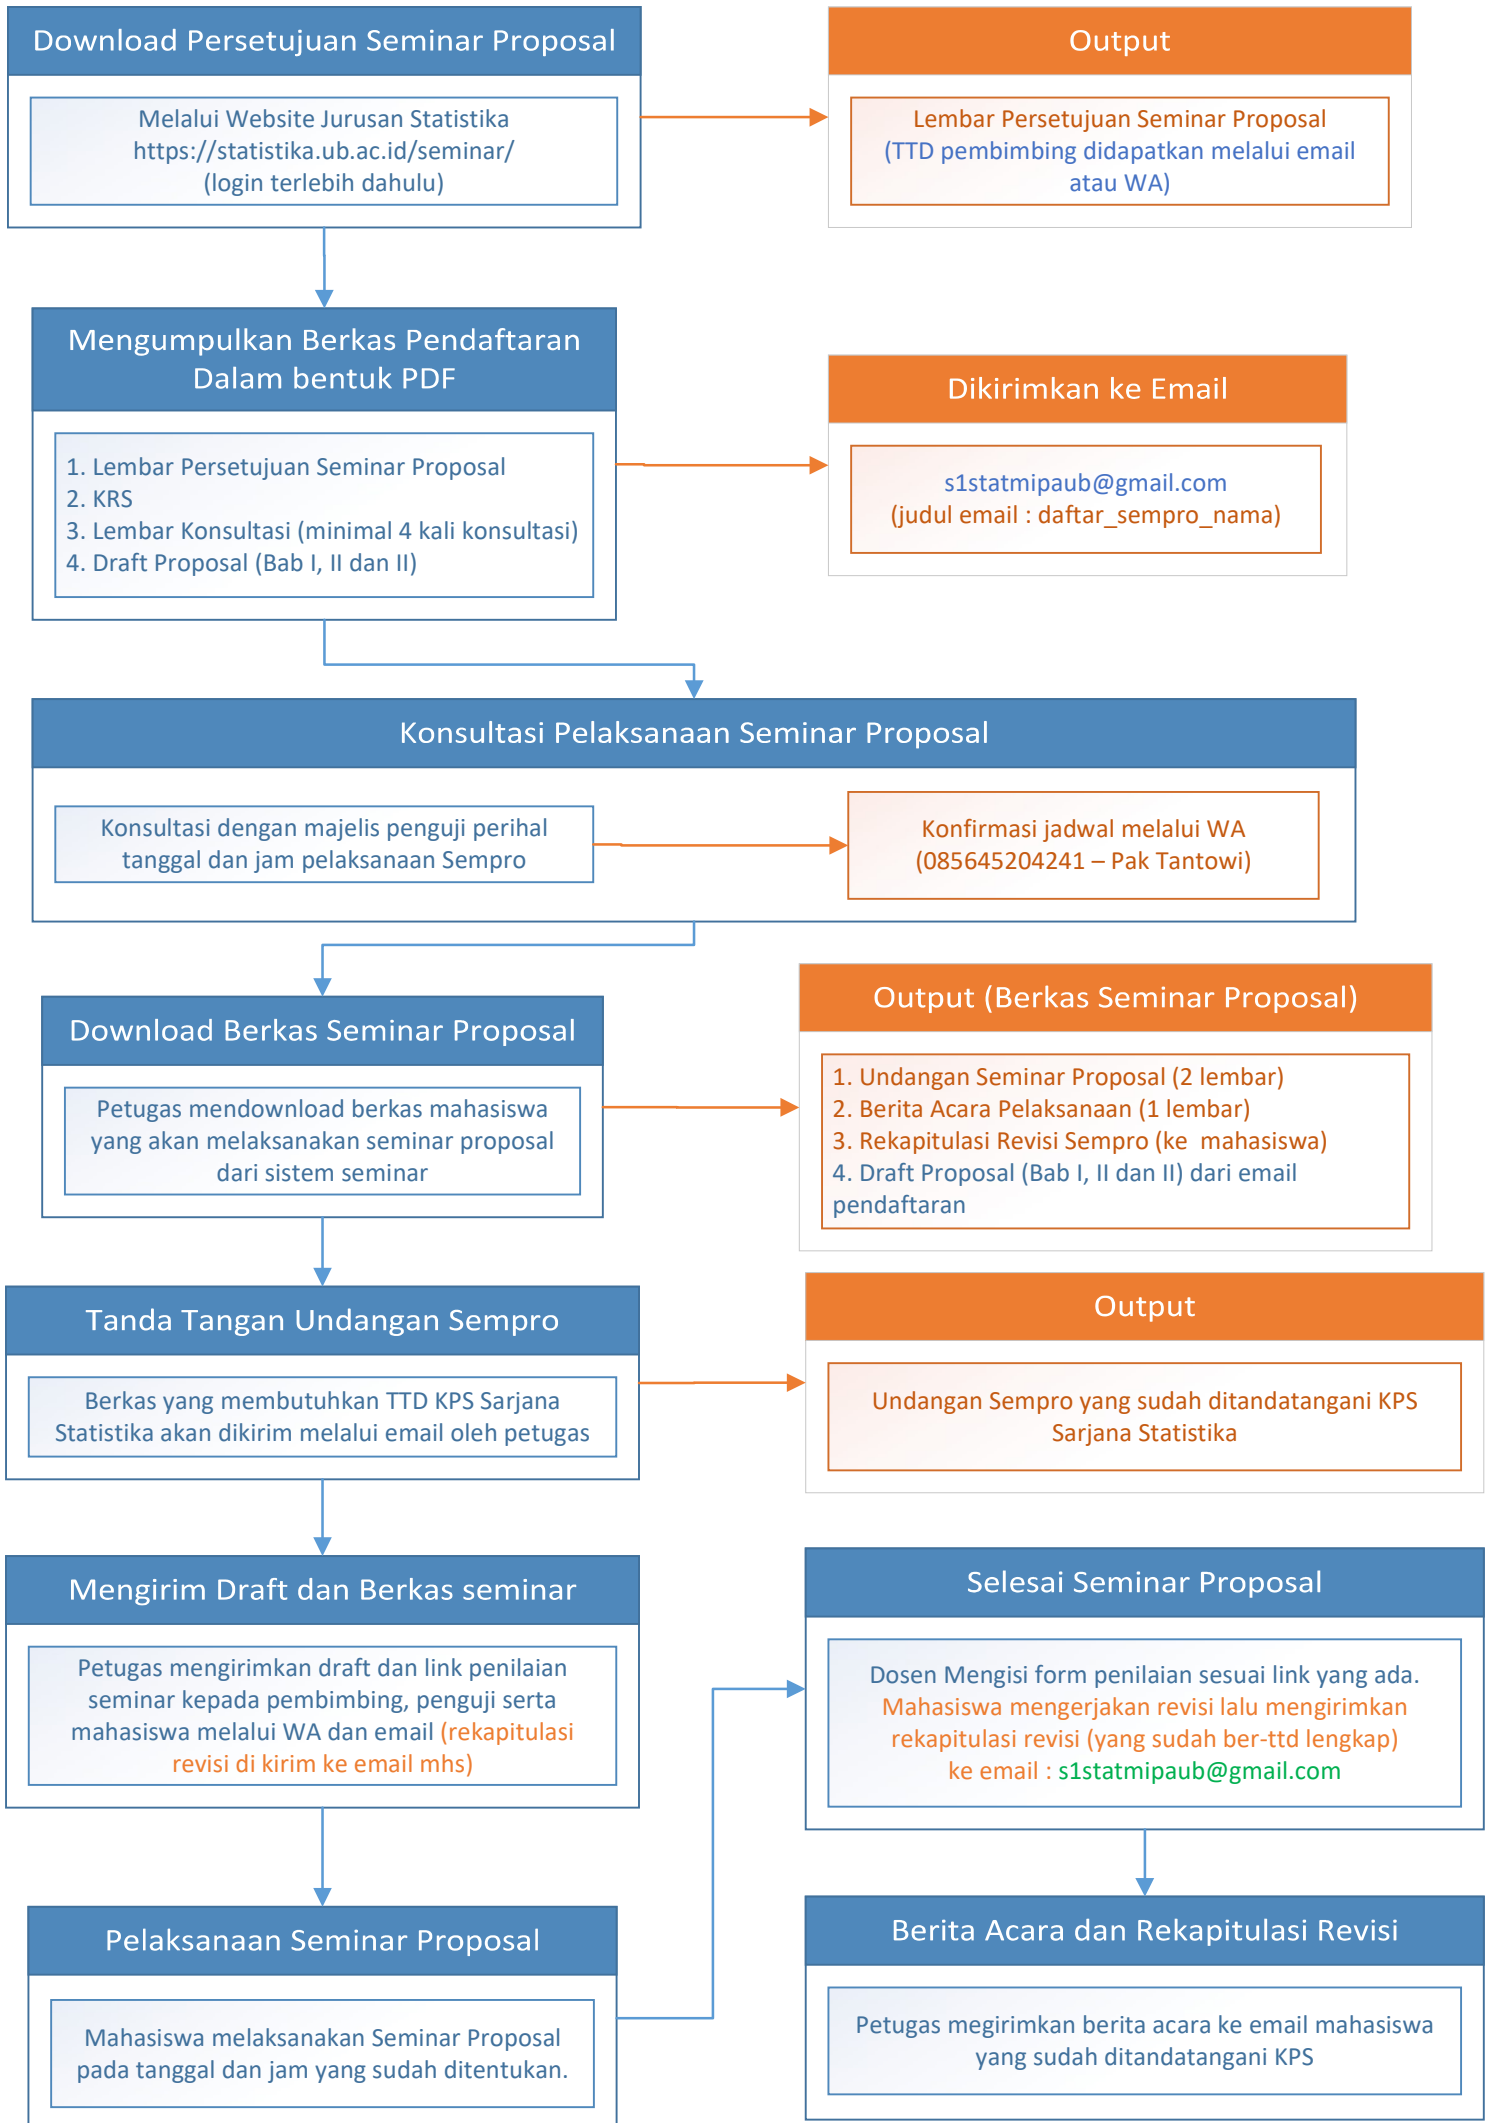 Download Persetujuan Seminar Proposal
Melalui Website Jurusan Statistika
https://statistika.ub.ac.id/seminar/
(login terlebih dahulu)
Output
Lembar Persetujuan Seminar Proposal
(TTD pembimbing didapatkan melalui email
atau WA)
Mengumpulkan Berkas Pendaftaran
Dalam bentuk PDF
1. Lembar Persetujuan Seminar Proposal
2. KRS
3. Lembar Konsultasi (minimal 4 kali konsultasi)
4. Draft Proposal (Bab I, II dan II)
Dikirimkan ke Email
s1statmipaub@gmail.com
(judul email : daftar_sempro_nama)
Konsultasi Pelaksanaan Seminar Proposal
Konsultasi dengan majelis penguji perihal
tanggal dan jam pelaksanaan Sempro
Konfirmasi jadwal melalui WA
(085645204241 – Pak Tantowi)
Download Berkas Seminar Proposal
Petugas mendownload berkas mahasiswa
yang akan melaksanakan seminar proposal
dari sistem seminar
Output (Berkas Seminar Proposal)
1. Undangan Seminar Proposal (2 lembar)
2. Berita Acara Pelaksanaan (1 lembar)
3. Rekapitulasi Revisi Sempro (ke  mahasiswa)
4. Draft Proposal (Bab I, II dan II) dari email
pendaftaran
Tanda Tangan Undangan Sempro
Berkas yang membutuhkan TTD KPS Sarjana
Statistika akan dikirim melalui email oleh petugas
Output
Undangan Sempro yang sudah ditandatangani KPS
Sarjana Statistika
Mengirim Draft dan Berkas seminar
Petugas mengirimkan draft dan link penilaian
seminar kepada pembimbing, penguji serta
mahasiswa melalui WA dan email (rekapitulasi
revisi di kirim ke email mhs)
Pelaksanaan Seminar Proposal
Mahasiswa melaksanakan Seminar Proposal
pada tanggal dan jam yang sudah ditentukan.
Selesai Seminar Proposal
Dosen Mengisi form penilaian sesuai link yang ada.
Mahasiswa mengerjakan revisi lalu mengirimkan
rekapitulasi revisi (yang sudah ber-ttd lengkap)
ke email : s1statmipaub@gmail.com
Berita Acara dan Rekapitulasi Revisi
Petugas megirimkan berita acara ke email mahasiswa
yang sudah ditandatangani KPS